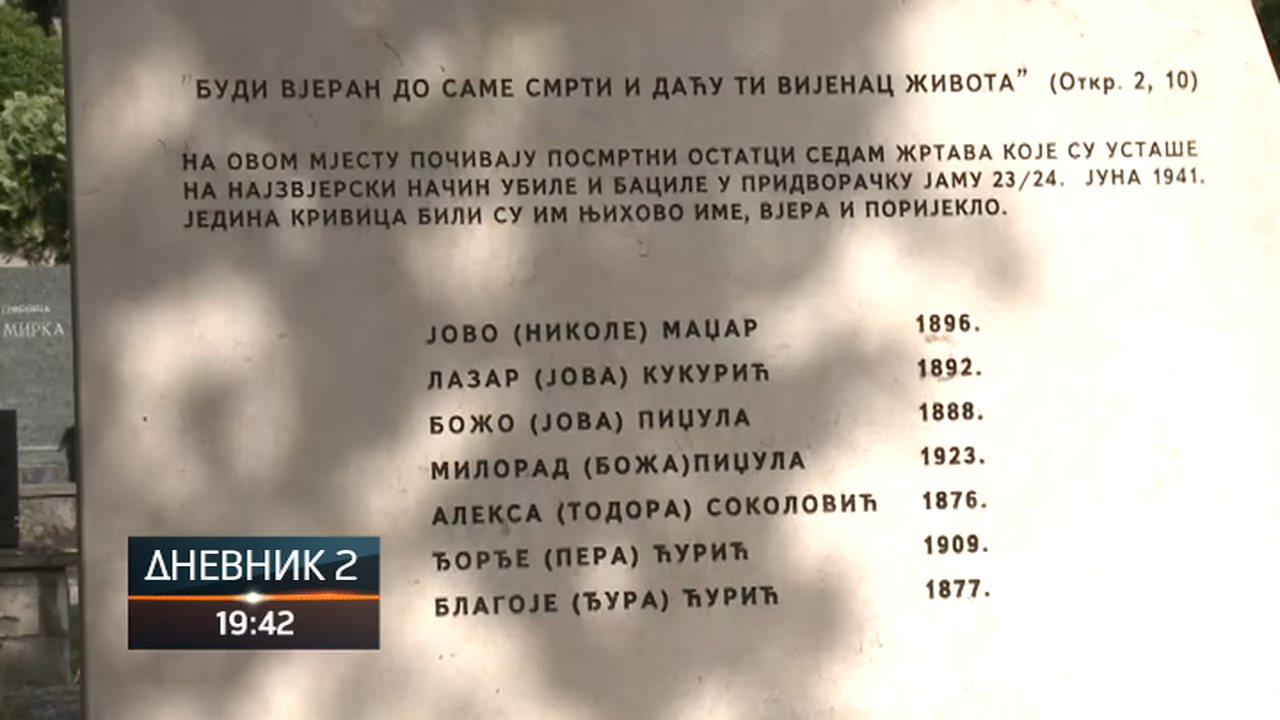 "БУДИ ВЈЕРАН ДО САМЕ СМРТИ И ДАЋУ ТИ ВИЈЕНАЦ ЖИВОТА" (Откр. 2, 10)
НА ОВОМ МЈЕСТУ ПОЧИВАЈУ ПОСМРТНИ ОСТАТЦИ СЕДАМ ЖРТАВА КОЈЕ СУ УСТАШЕ
НА НАЈЗВЈЕРСКИ НАЧИН УБИЛЕ И БАЦИЛЕ У ПРИДВОРАЧКУ ЈАМУ 23/24. ЈУНА 1941.
ЈЕДИНА КРИВИЦА БИЛИ СУ ИМ ЊИХОВО ИМЕ, ВЈЕРА И ПОРИЈЕКЛО.
ЈОВО (НИКОЛЕ) МАЏАР 1896.
ЛАЗАР (ЈОВА) КУКУРИЋ 1892.
БОЖО (ЈОВА) ПИЏУЛА 1888.
МИЛОРАД (БОЖА)ПИЏУЛА 1923.
АЛЕКСА (ТОДОРА) СОКОЛОВИЋ 1876.
ЂОРЂЕ (ПЕРА) ЋУРИЋ 1909.
БЛАГОЈЕ (ЂУРА) ЋУРИЋ 1877.
ГРОБНИЦА
МИРКА
ДНЕВНИК 2
19:42